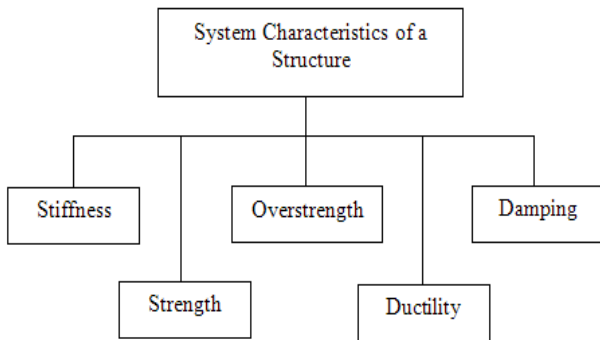 System Characteristics of a
Structure
Stiffness
Overstrength
Damping
Strength
Ductility